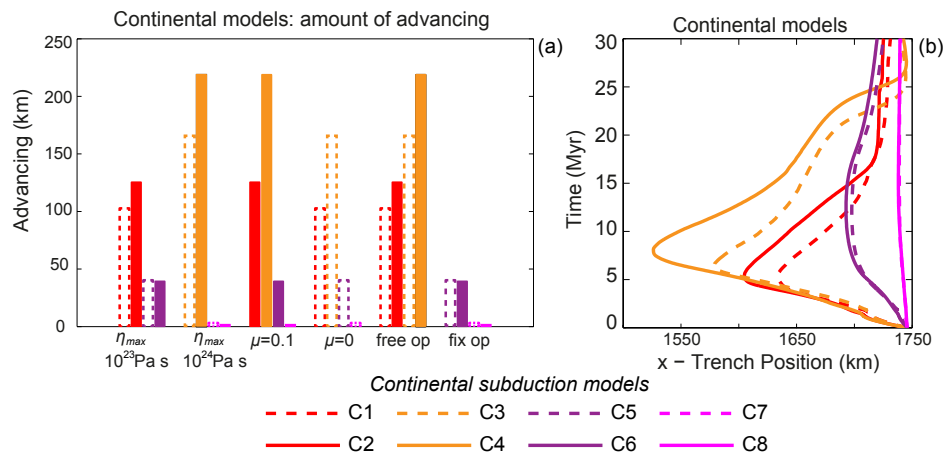 Continental models: amount of advancing
(a)
Advancing (km)
250
200
150
100
50
0
ηmax
10²³Pa s
ηmax
10²⁴Pa s
μ=0.1
μ=0
free op
fix op
Continental models
(b)
Time (Myr)
30
25
20
15
10
5
0
1550
1650
1750
x − Trench Position (km)
Continental subduction models
C1
C3
C5
C7
C2
C4
C6
C8